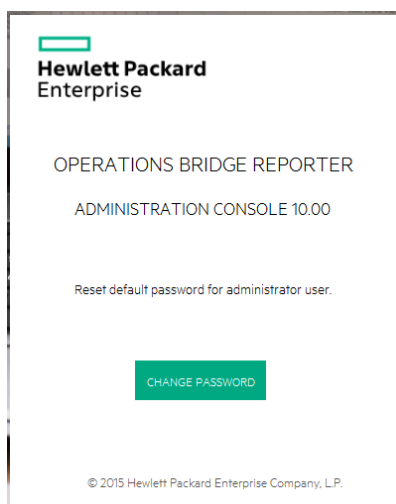 Hewlett Packard
Enterprise
OPERATIONS BRIDGE REPORTER
ADMINISTRATION CONSOLE 10.00
Reset default password for administrator user.
CHANGE PASSWORD
© 2015 Hewlett Packard Enterprise Company, L.P.